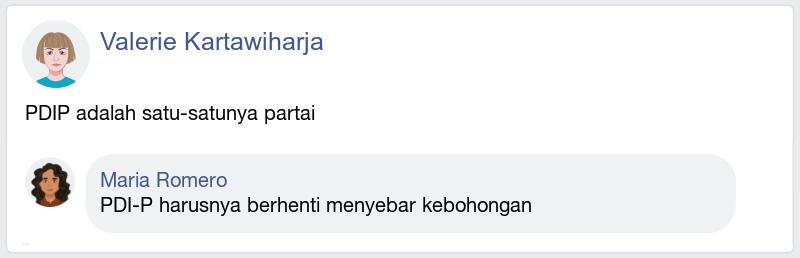 Valerie Kartawiharja
PDIP adalah satu-satunya partai
Maria Romero
PDI-P harusnya berhenti menyebar kebohongan